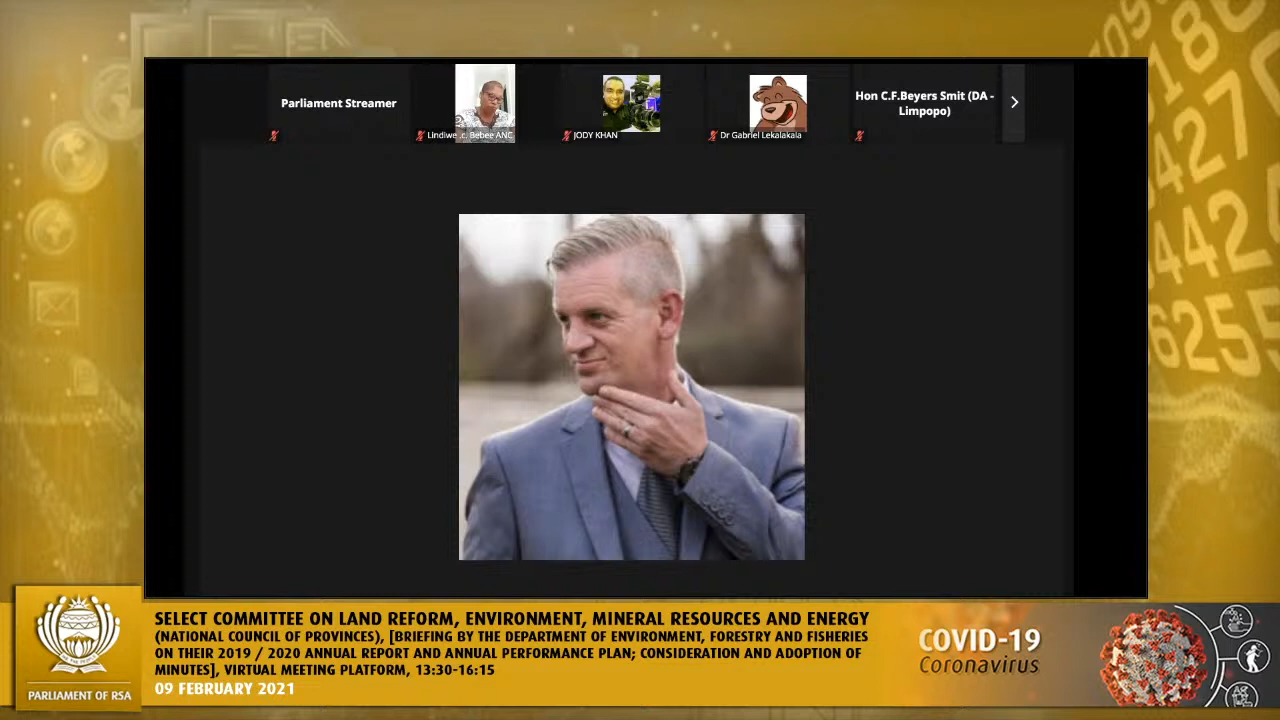 Parliament Streamer
Lindiwe .c. Bebee ANC
JODY KHAN
Dr Gabriel Lekalakala
Hon C.F.Beyers Smit (DA -
Limpopo)
SELECT COMMITTEE ON LAND REFORM, ENVIRONMENT, MINERAL RESOURCES AND ENERGY
(NATIONAL COUNCIL OF PROVINCES), [BRIEFING BY THE DEPARTMENT OF ENVIRONMENT, FORESTRY AND FISHERIES
ON THEIR 2019 / 2020 ANNUAL REPORT AND ANNUAL PERFORMANCE PLAN; CONSIDERATION AND ADOPTION OF
MINUTES], VIRTUAL MEETING PLATFORM, 13:30-16:15
09 FEBRUARY 2021
PARLIAMENT OF RSA
COVID-19
Coronavirus
6255